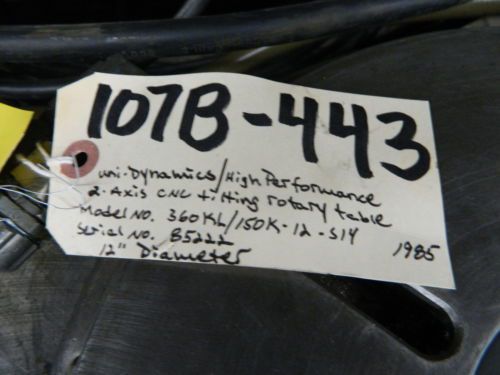 107B-443
uni-Dynamics/High Performance
2-Axis CNC tilting rotary table
Model No. 360KL/150K-12-S14
Serial No. 85222
12" Diameter
1985